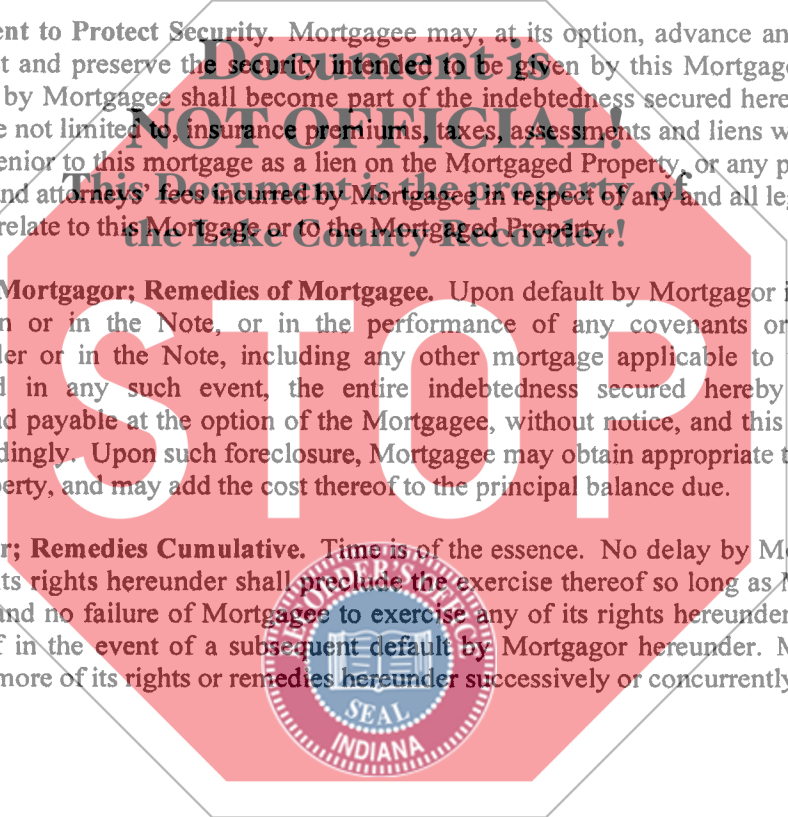 ent to Protect Security. Mortgagee may, at its option, advance an
t and preserve the security intended to be given by this Mortgag
by Mortgagee shall become part of the indebtedness secured here
e not limited to, insurance premiums, taxes, assessments and liens w
enior to this mortgage as a lien on the Mortgaged Property, or any p
nd attorneys' fees incurred by Mortgagee in respect of any and all le
relate to this Mortgage or to the Mortgaged Property.
Document is
NOT OFFICIAL!
This Document is the property of
the Lake County Recorder!
Mortgagor; Remedies of Mortgagee. Upon default by Mortgagor i
n or in the Note, or in the performance of any covenants or
der or in the Note, including any other mortgage applicable to
d in any such event, the entire indebtedness secured hereby
nd payable at the option of the Mortgagee, without notice, and this
dingly. Upon such foreclosure, Mortgagee may obtain appropriate t
perty, and may add the cost thereof to the principal balance due.
STOP
r; Remedies Cumulative. Time is of the essence. No delay by M
its rights hereunder shall preclude the exercise thereof so long as M
and no failure of Mortgagee to exercise any of its rights hereunder
f in the event of a subsequent default by Mortgagor hereunder. M
more of its rights or remedies hereunder successively or concurrently
SEAL
INDIANA